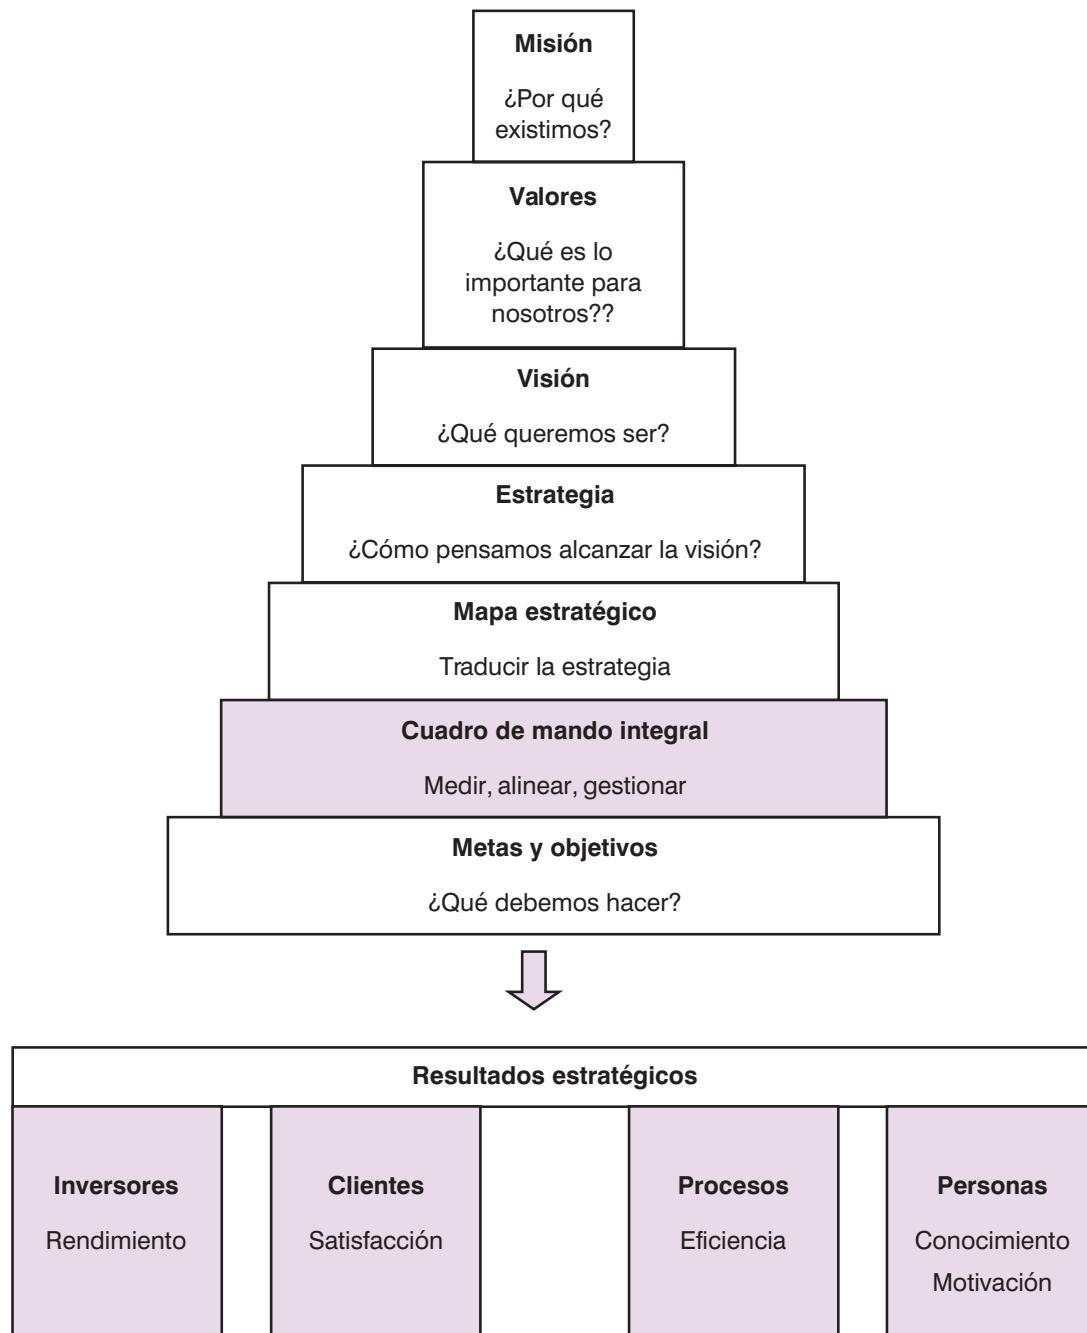 Misión
¿Por qué
existimos?
Valores
¿Qué es lo
importante para
nosotros??
Visión
¿Qué queremos ser?
Estrategia
¿Cómo pensamos alcanzar la visión?
Mapa estratégico
Traducir la estrategia
Cuadro de mando integral
Medir, alinear, gestionar
Metas y objetivos
¿Qué debemos hacer?
Resultados estratégicos
Inversores
Rendimiento
Clientes
Satisfacción
Procesos
Eficiencia
Personas
Conocimiento
Motivación